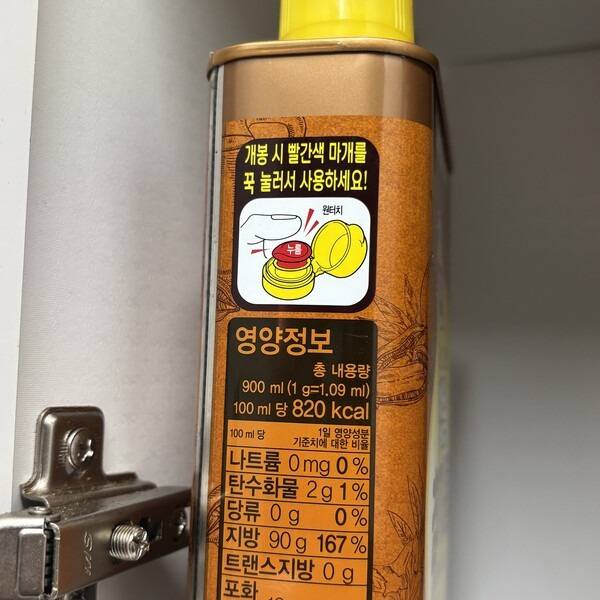 개봉 시 빨간색 마개를
꾹 눌러서 사용하세요!
원터치
누름
영양정보
총 내용량
900 ml (1 g=1.09 ml)
100 ml 당 820 kcal
100 ml 당 1일 영양성분
기준치에 대한 비율
나트륨 0 mg 0 %
탄수화물 2 g 1 %
당류 0 g 0 %
지방 90 g 167 %
트랜스지방 0 g
포화